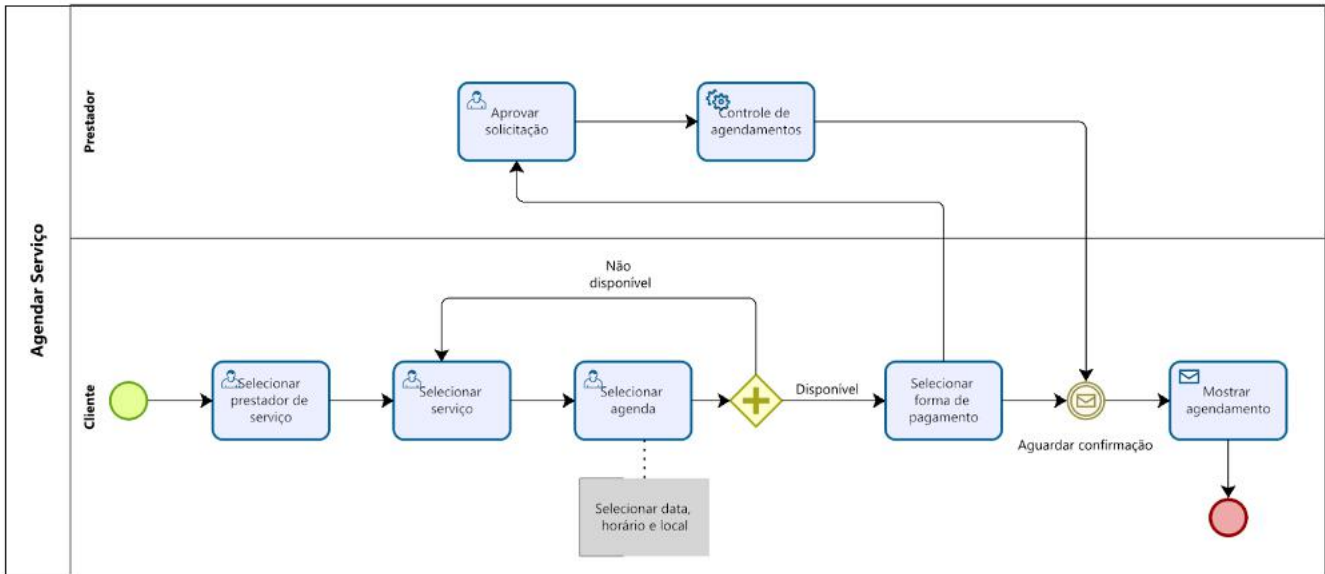 Agendar Serviço
Prestador
Aprovar
solicitação
Controle de
agendamentos
Cliente
Não
disponível
Selecionar
prestador de
serviço
Selecionar
serviço
Selecionar
agenda
Disponível
Selecionar
forma de
pagamento
Aguardar confirmação
Mostrar
agendamento
Selecionar data,
horário e local